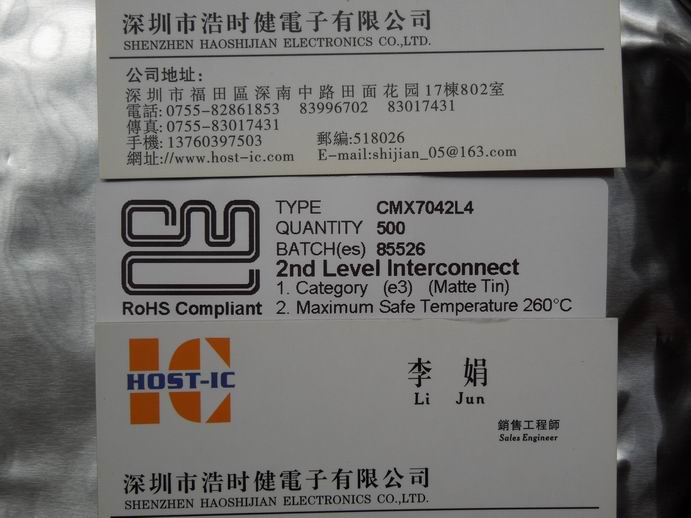 深圳市浩时健電子有限公司
SHENZHEN HAOSHIJIAN ELECTRONICS CO.,LTD.
公司地址:
深圳市福田區深南中路田面花园17棟802室
電話:0755-82861853 83996702 83017431
傳真:0755-83017431
手機:13760397503 郵編:518026
網址://www.host-ic.com E-mail:shijian_05@163.com
TYPE CMX7042L4
QUANTITY 500
BATCH(es) 85526
2nd Level Interconnect
1. Category (e3) (Matte Tin)
RoHS Compliant 2. Maximum Safe Temperature 260°C
IC
HOST-IC
李娟
Li Jun
銷售工程師
Sales Engineer
深圳市浩时健電子有限公司
SHENZHEN HAOSHIJIAN ELECTRONICS CO.,LTD.